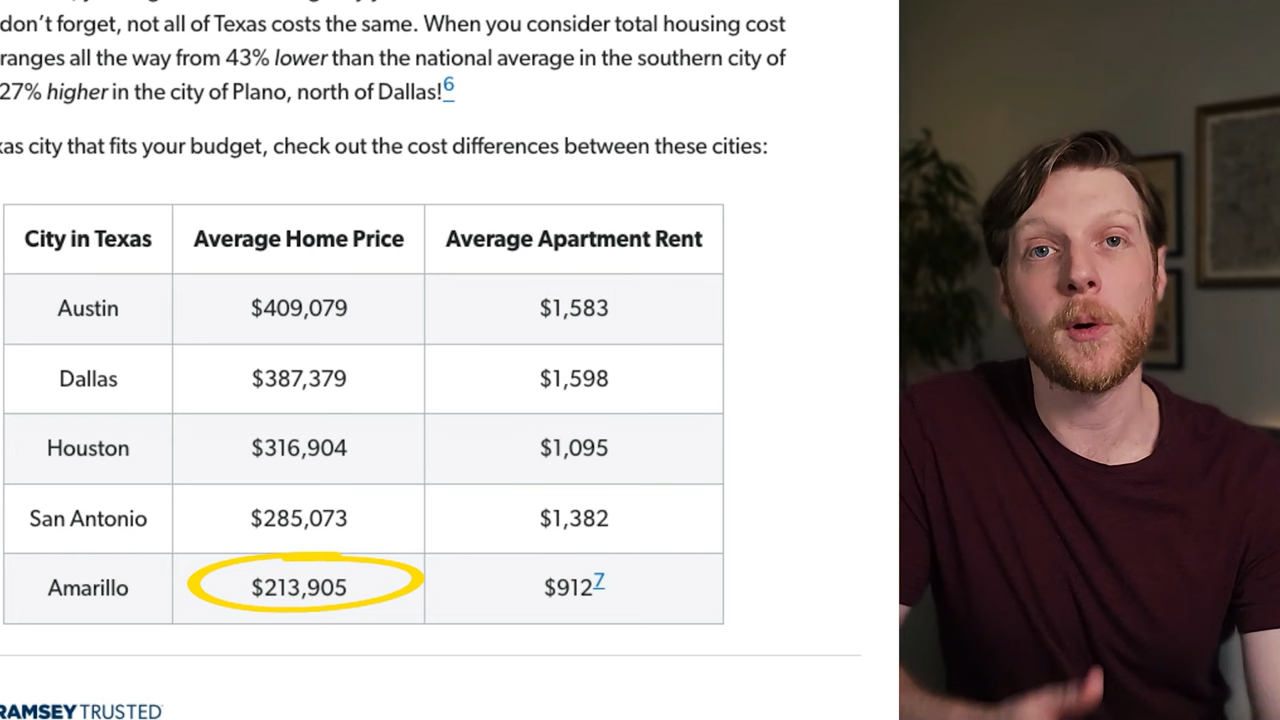 don't forget, not all of Texas costs the same. When you consider total housing cost
ranges all the way from 43% lower than the national average in the southern city of
27% higher in the city of Plano, north of Dallas!6
xas city that fits your budget, check out the cost differences between these cities:
City in Texas Average Home Price Average Apartment Rent
Austin $409,079 $1,583
Dallas $387,379 $1,598
Houston $316,904 $1,095
San Antonio $285,073 $1,382
Amarillo $213,905 $9127
RAMSEY TRUSTED